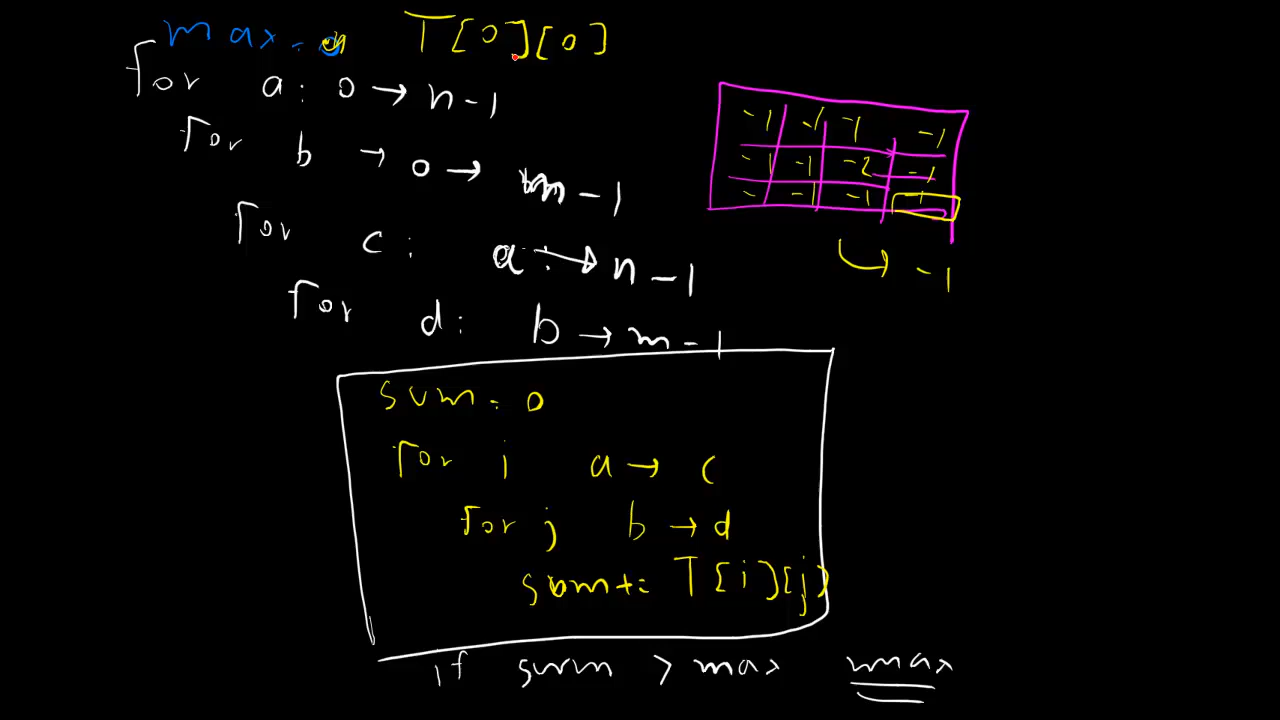 max = T[0][0]
for a: 0 → n-1
for b → 0 → m-1
for c: a: → n-1
for d: b → m-1
sum = 0
for i a → c
for j b → d
sum += T[i][j]
if sum > max max
-1 -1 -1 -1
-1 -1 -2 -1
- -1 -1 -1
→ -1